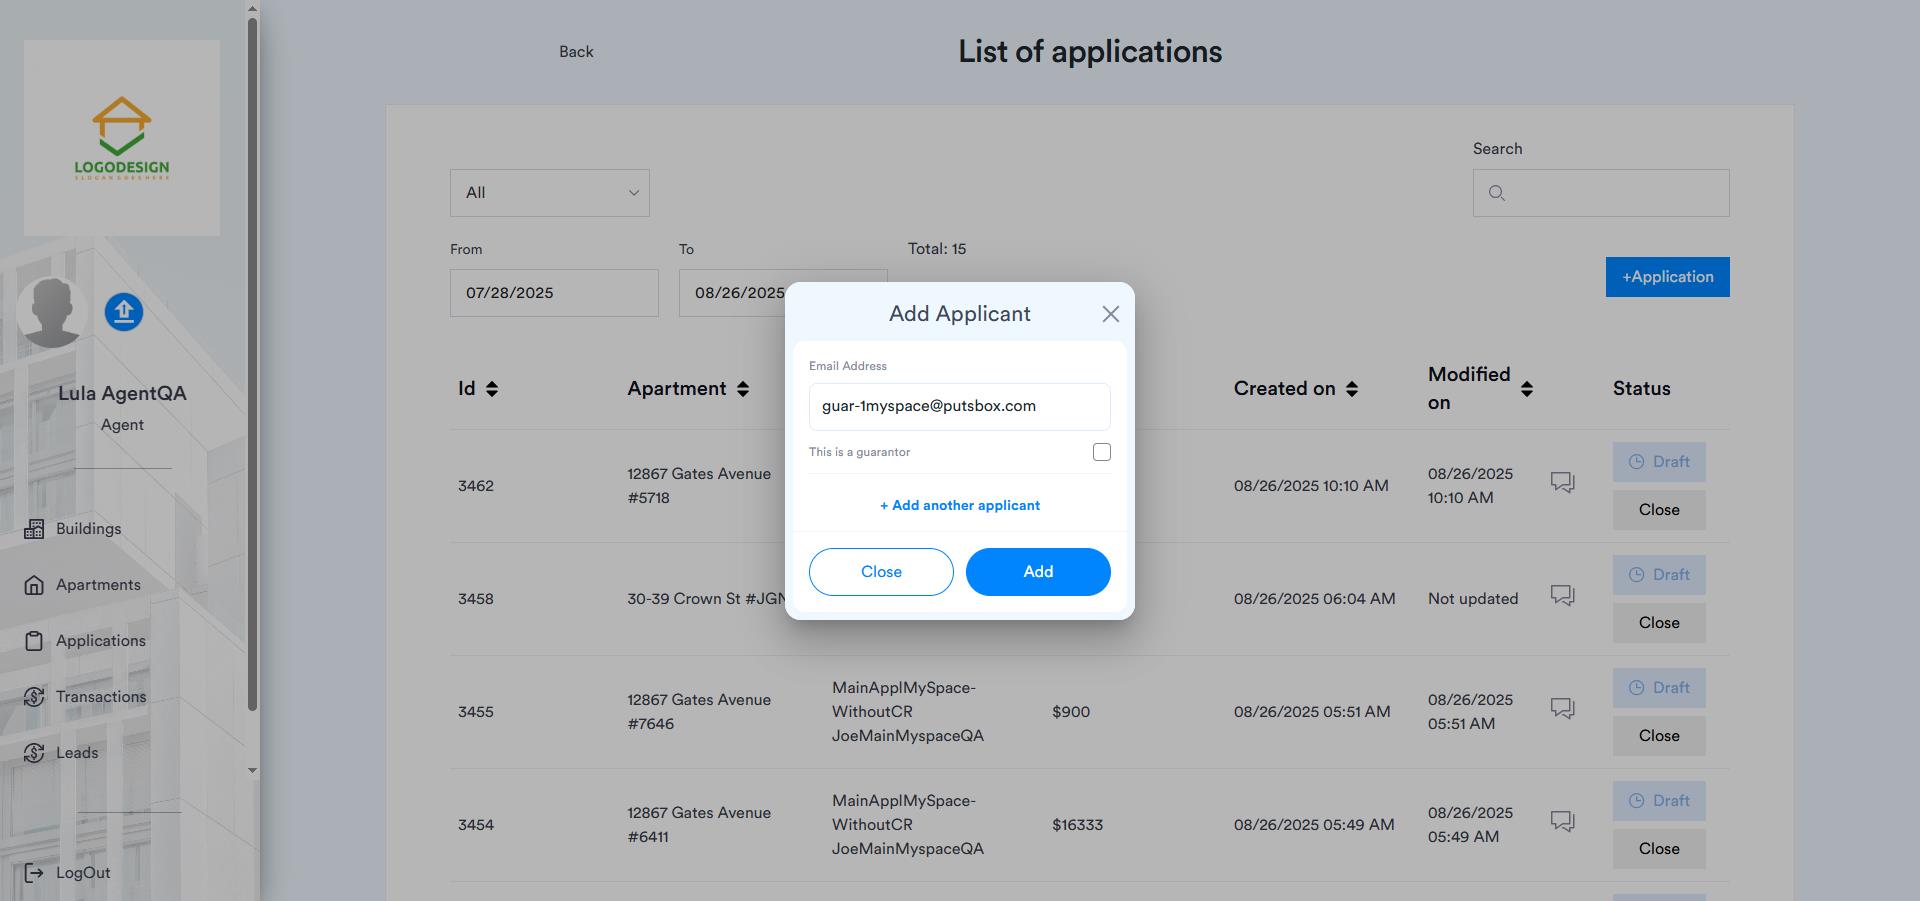 LOGODESIGN
SLOGAN GOES HERE
Lula AgentQA
Agent
Buildings
Apartments
Applications
Transactions
Leads
LogOut
Back
List of applications
Search
All
From
To
Total: 15
07/28/2025
08/26/2025
+Application
Id
Apartment
Created on
Modified
on
Status
3462
12867 Gates Avenue
#5718
08/26/2025 10:10 AM
08/26/2025
10:10 AM
Draft
Close
3458
30-39 Crown St #JGN
08/26/2025 06:04 AM
Not updated
Draft
Close
3455
12867 Gates Avenue
#7646
MainApplMySpace-
WithoutCR
JoeMainMyspaceQA
$900
08/26/2025 05:51 AM
08/26/2025
05:51 AM
Draft
Close
3454
12867 Gates Avenue
#6411
MainApplMySpace-
WithoutCR
JoeMainMyspaceQA
$16333
08/26/2025 05:49 AM
08/26/2025
05:49 AM
Draft
Close
Add Applicant
Email Address
guar-1myspace@putsbox.com
This is a guarantor
+ Add another applicant
Close
Add